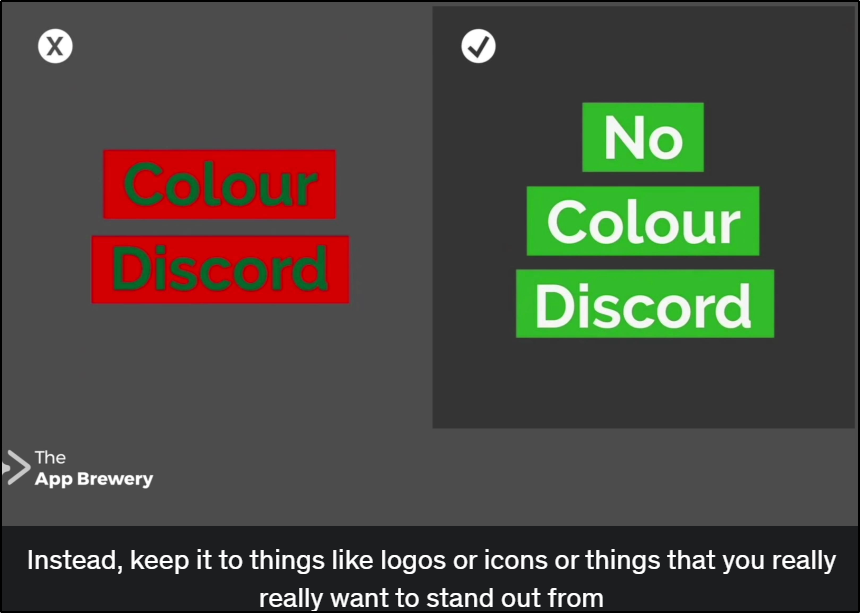 X
Colour
Discord
No
Colour
Discord
The
App Brewery
Instead, keep it to things like logos or icons or things that you really
really want to stand out from